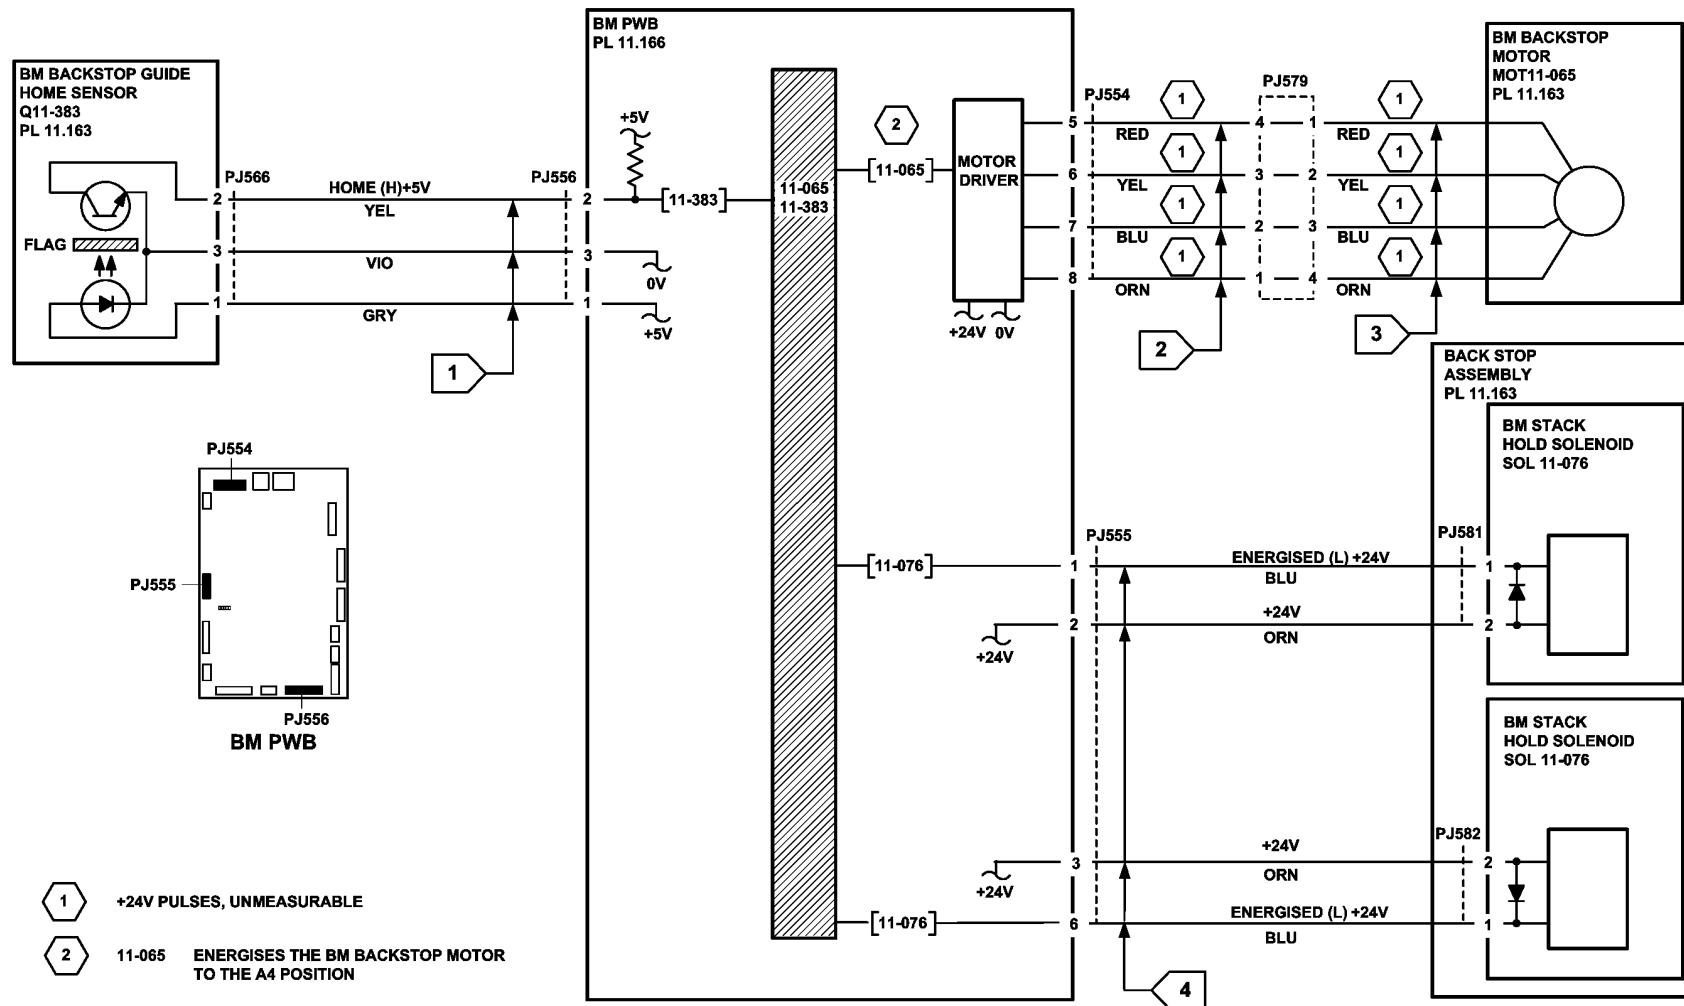 BM BACKSTOP GUIDE
HOME SENSOR
Q11-383
PL 11.163
FLAG
PJ566
2
3
1
HOME (H)+5V
YEL
VIO
GRY
1
PJ556
2
3
1
BM PWB
PL 11.166
+5V
[11-383]
0V
+5V
11-065
11-383
2
[11-065]
MOTOR
DRIVER
+24V 0V
PJ554
5
6
7
8
1
RED
1
YEL
1
BLU
1
ORN
2
PJ579
4 1
3 2
2 3
1 4
1
RED
1
YEL
1
BLU
1
ORN
3
BM BACKSTOP
MOTOR
MOT11-065
PL 11.163
BACK STOP
ASSEMBLY
PL 11.163
BM STACK
HOLD SOLENOID
SOL 11-076
[11-076]
1
2
+24V
PJ555
ENERGISED (L) +24V
BLU
+24V
ORN
PJ581
1
2
BM STACK
HOLD SOLENOID
SOL 11-076
+24V
[11-076]
3
6
+24V
ORN
ENERGISED (L) +24V
BLU
4
PJ582
2
1
PJ554
PJ555
PJ556
BM PWB
1 +24V PULSES, UNMEASURABLE
2 11-065 ENERGISES THE BM BACKSTOP MOTOR
TO THE A4 POSITION